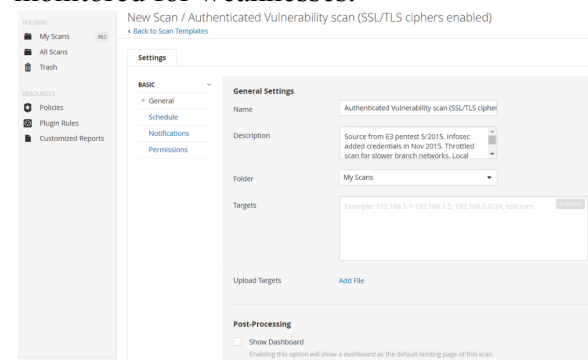 monitored for weaknesses.
New Scan / Authenticated Vulnerability scan (SSL/TLS ciphers enabled)
Back to Scan Templates
FOLDERS
My Scans 362
All Scans
Trash
RESOURCES
Policies
Plugin Rules
Customized Reports
Settings
BASIC
General
Schedule
Notifications
Permissions
General Settings
Name Authenticated Vulnerability scan (SSL/TLS cipher
Description Source from E3 pentest 5/2015. Infosec
added credentials in Nov 2015. Throttled
scan for slower branch networks. Local
Folder My Scans
Targets Example: 192.168.1.1-192.168.1.5, 192.168.2.0/24, test.com REQUIRED
Upload Targets Add File
Post-Processing
Show Dashboard
Enabling this option will show a dashboard as the default landing page of this scan.